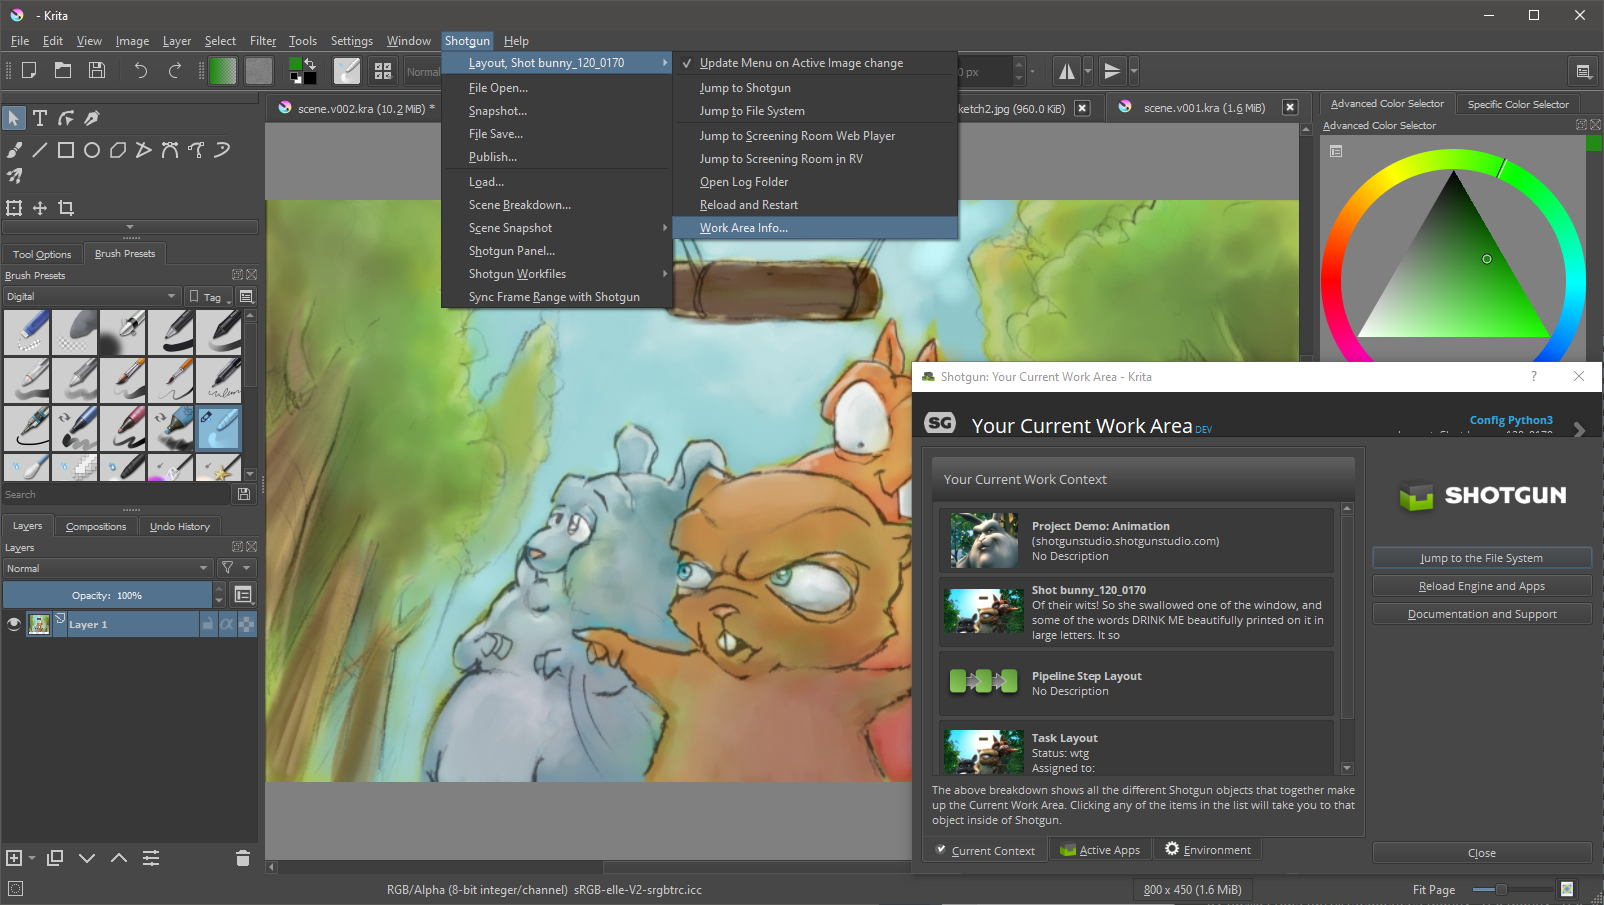 - Krita
File Edit View Image Layer Select Filter Tools Settings Window Shotgun Help
Normal
0 px
Layout, Shot bunny_120_0170
File Open...
Snapshot...
File Save...
Publish...
Load...
Scene Breakdown...
Scene Snapshot
Shotgun Panel...
Shotgun Workfiles
Sync Frame Range with Shotgun
Update Menu on Active Image change
Jump to Shotgun
Jump to File System
Jump to Screening Room Web Player
Jump to Screening Room in RV
Open Log Folder
Reload and Restart
Work Area Info...
scene.v002.kra (10.2 MiB) *
ketch2.jpg (960.0 KiB)
scene.v001.kra (1.6 MiB)
Advanced Color Selector
Specific Color Selector
Advanced Color Selector
Tool Options
Brush Presets
Brush Presets
Digital
Tag
Search
Layers
Compositions
Undo History
Layers
Normal
Opacity: 100%
Layer 1
Shotgun: Your Current Work Area - Krita
SG
Your Current Work Area DEV
Config Python3
Your Current Work Context
Project Demo: Animation
(shotgunstudio.shotgunstudio.com)
No Description
Shot bunny_120_0170
Of their wits! So she swallowed one of the window, and
some of the words DRINK ME beautifully printed on it in
large letters. It so
Pipeline Step Layout
No Description
Task Layout
Status: wtg
Assigned to:
The above breakdown shows all the different Shotgun objects that together make
up the Current Work Area. Clicking any of the items in the list will take you to that
object inside of Shotgun.
Current Context
Active Apps
Environment
SHOTGUN
Jump to the File System
Reload Engine and Apps
Documentation and Support
Close
RGB/Alpha (8-bit integer/channel) sRGB-elle-V2-srgbtrc.icc
800 x 450 (1.6 MiB)
Fit Page